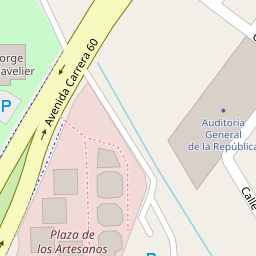 orge
avelier
P
Avenida Carrera 60
Auditoria
General
de la República
Calle
Plaza de
los Artesanos